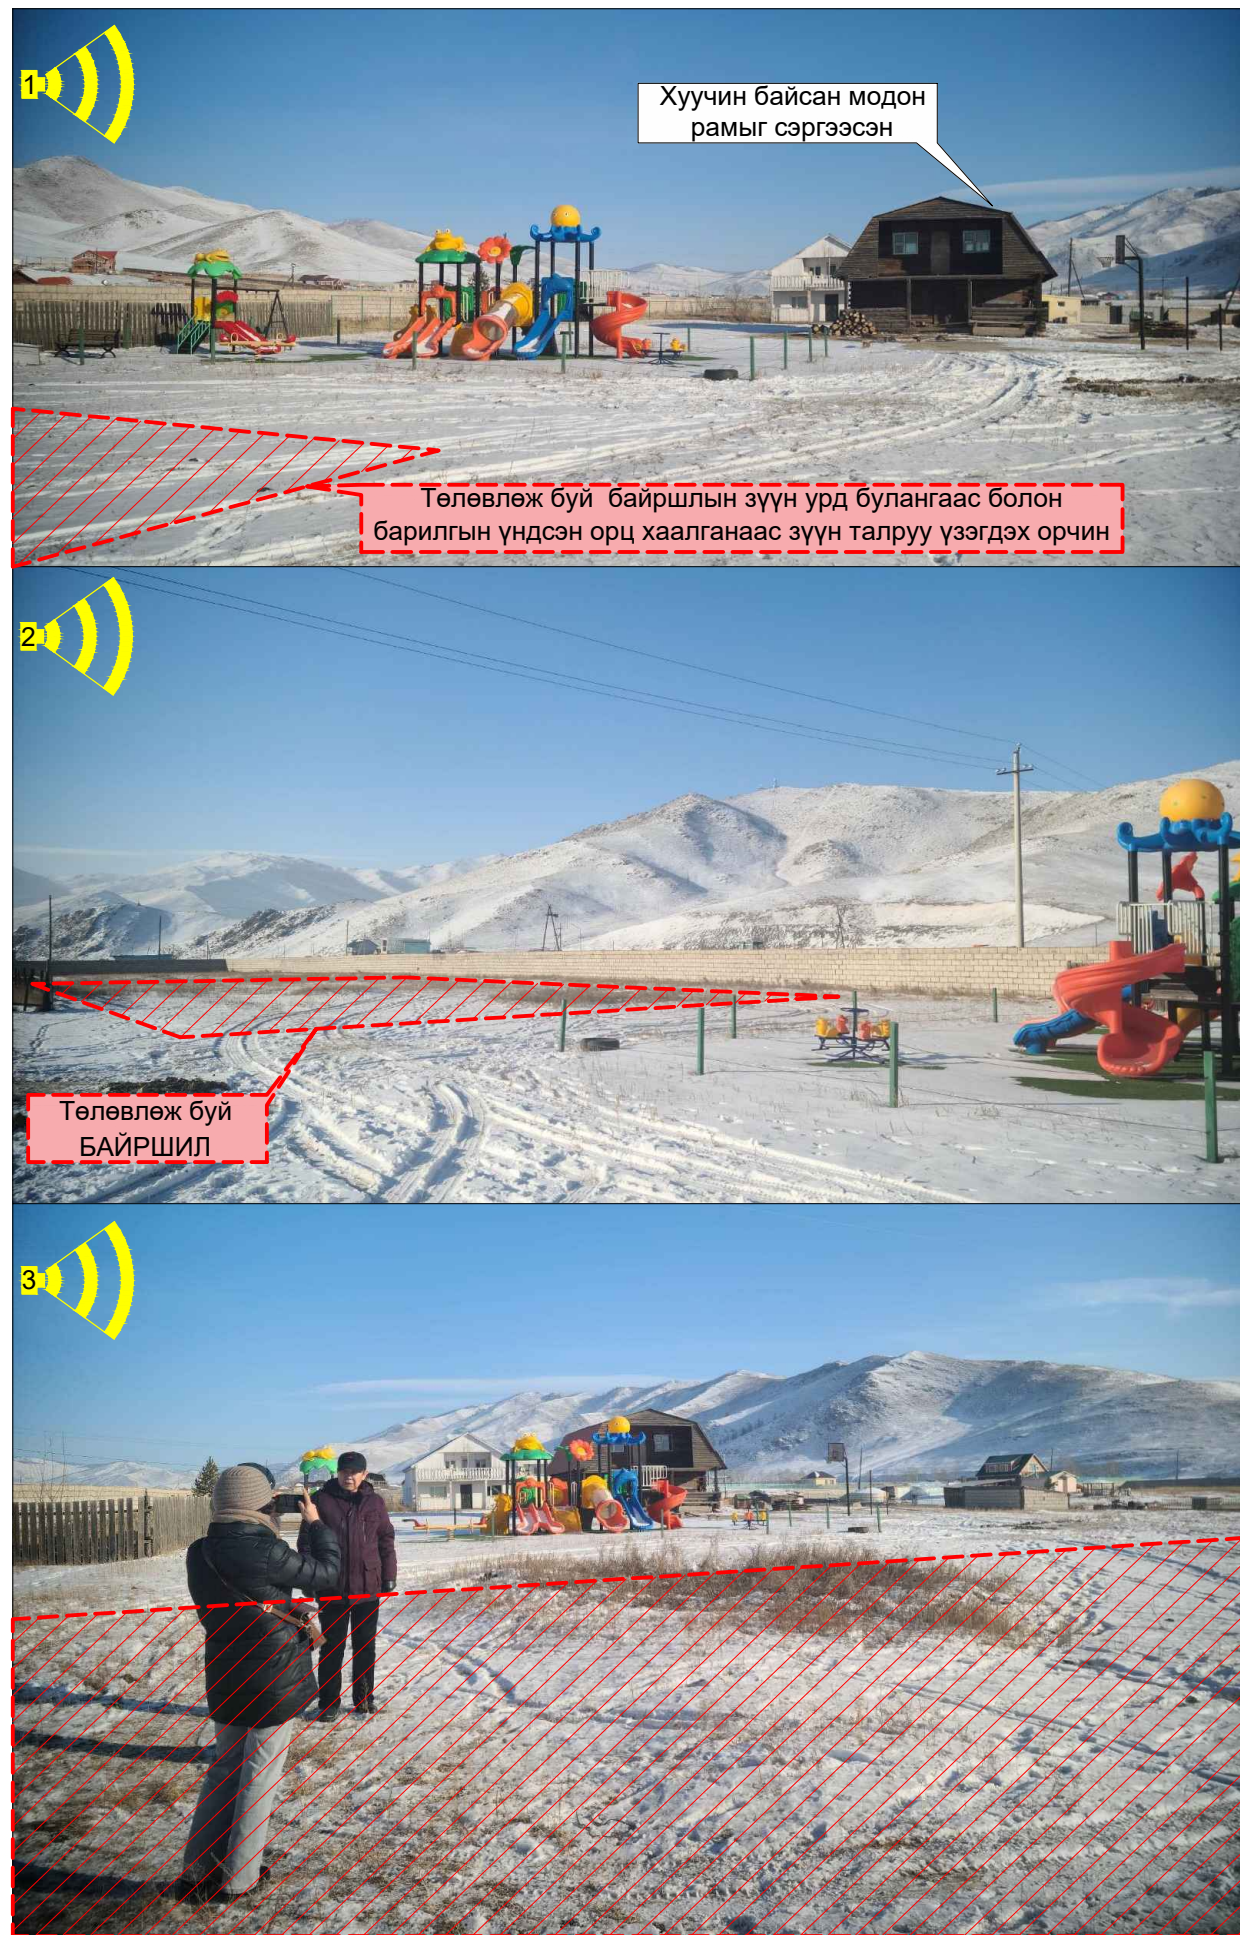 1
Хуучин байсан модон
рамыг сэргээсэн
Төлөвлөж буй байршлын зүүн урд булангаас болон
барилгын үндсэн орц хаалганаас зүүн талруу үзэгдэх орчин
2
Төлөвлөж буй
БАЙРШИЛ
3